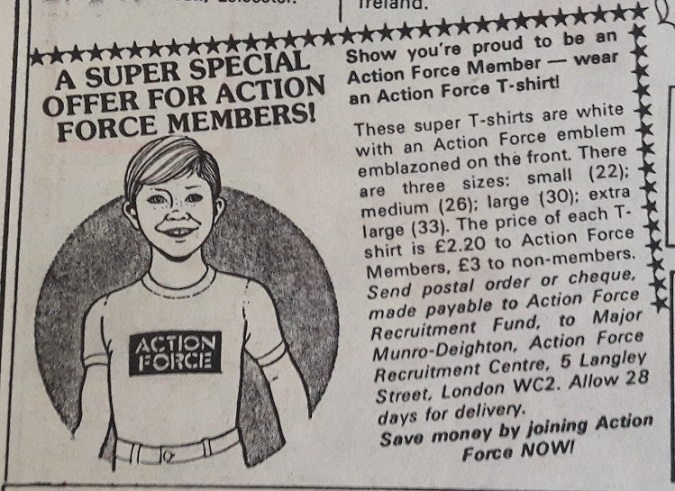 Ireland.
A SUPER SPECIAL
OFFER FOR ACTION
FORCE MEMBERS!
ACTION
FORCE
Show you're proud to be an
Action Force Member — wear
an Action Force T-shirt!
These super T-shirts are white
with an Action Force emblem
emblazoned on the front. There
are three sizes: small (22);
medium (26); large (30); extra
large (33). The price of each T-
shirt is £2.20 to Action Force
Members, £3 to non-members.
Send postal order or cheque,
made payable to Action Force
Recruitment Fund, to Major
Munro-Deighton, Action Force
Recruitment Centre, 5 Langley
Street, London WC2. Allow 28
days for delivery.
Save money by joining Action
Force NOW!